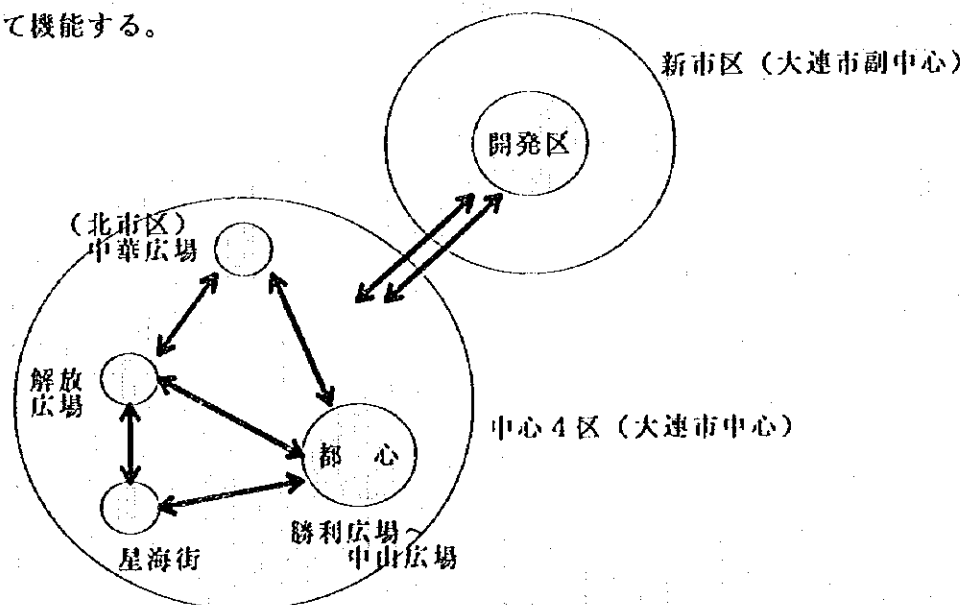 て機能する。
新市区（大連市副中心）
開発区
（北市区）
中華広場
解放
広場
中心4区（大連市中心）
都　心
勝利広場～
中山広場
星海街